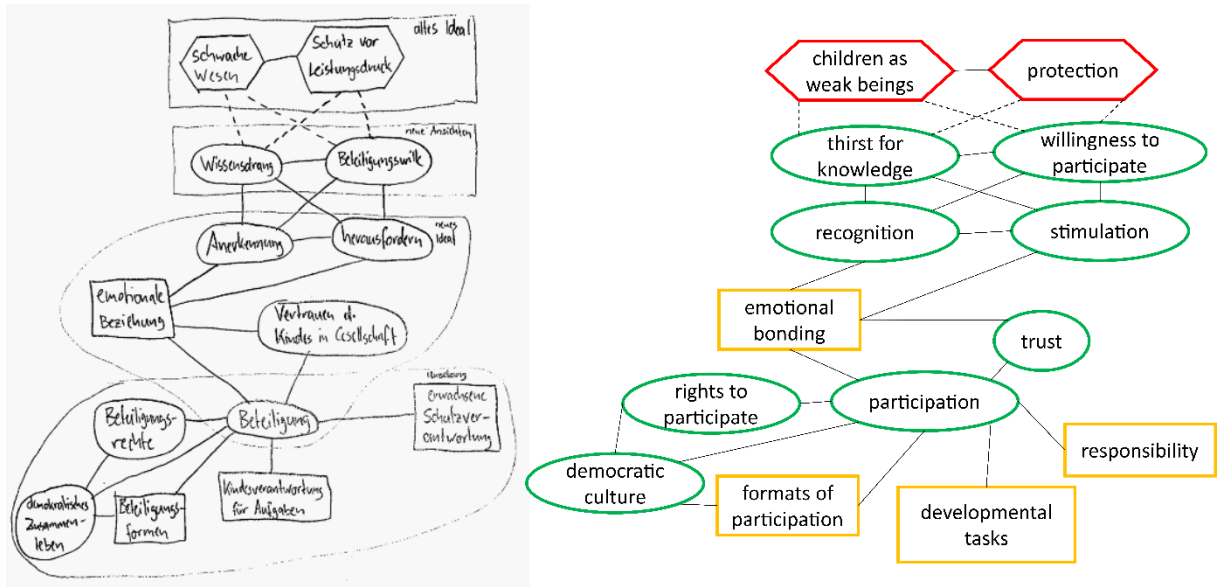 altes Ideal
Schwache
Wesen
Schutz vor
Leistungsdruck
neue Ansichten
Wissensdrang
Beteiligungswille
Anerkennung
herausfordern
neues
Ideal
emotionale
Beziehung
Vertrauen d.
Kindes in Gesellschaft
Umsetzung
Beteiligungs-
rechte
Beteiligung
erwachsene
Schutzver-
antwortung
demokratisches
Zusammen-
leben
Beteiligungs-
formen
Kindesverantwortung
für Aufgaben
children as
weak beings
protection
thirst for
knowledge
willingness to
participate
recognition
stimulation
emotional
bonding
trust
rights to
participate
participation
democratic
culture
formats of
participation
developmental
tasks
responsibility